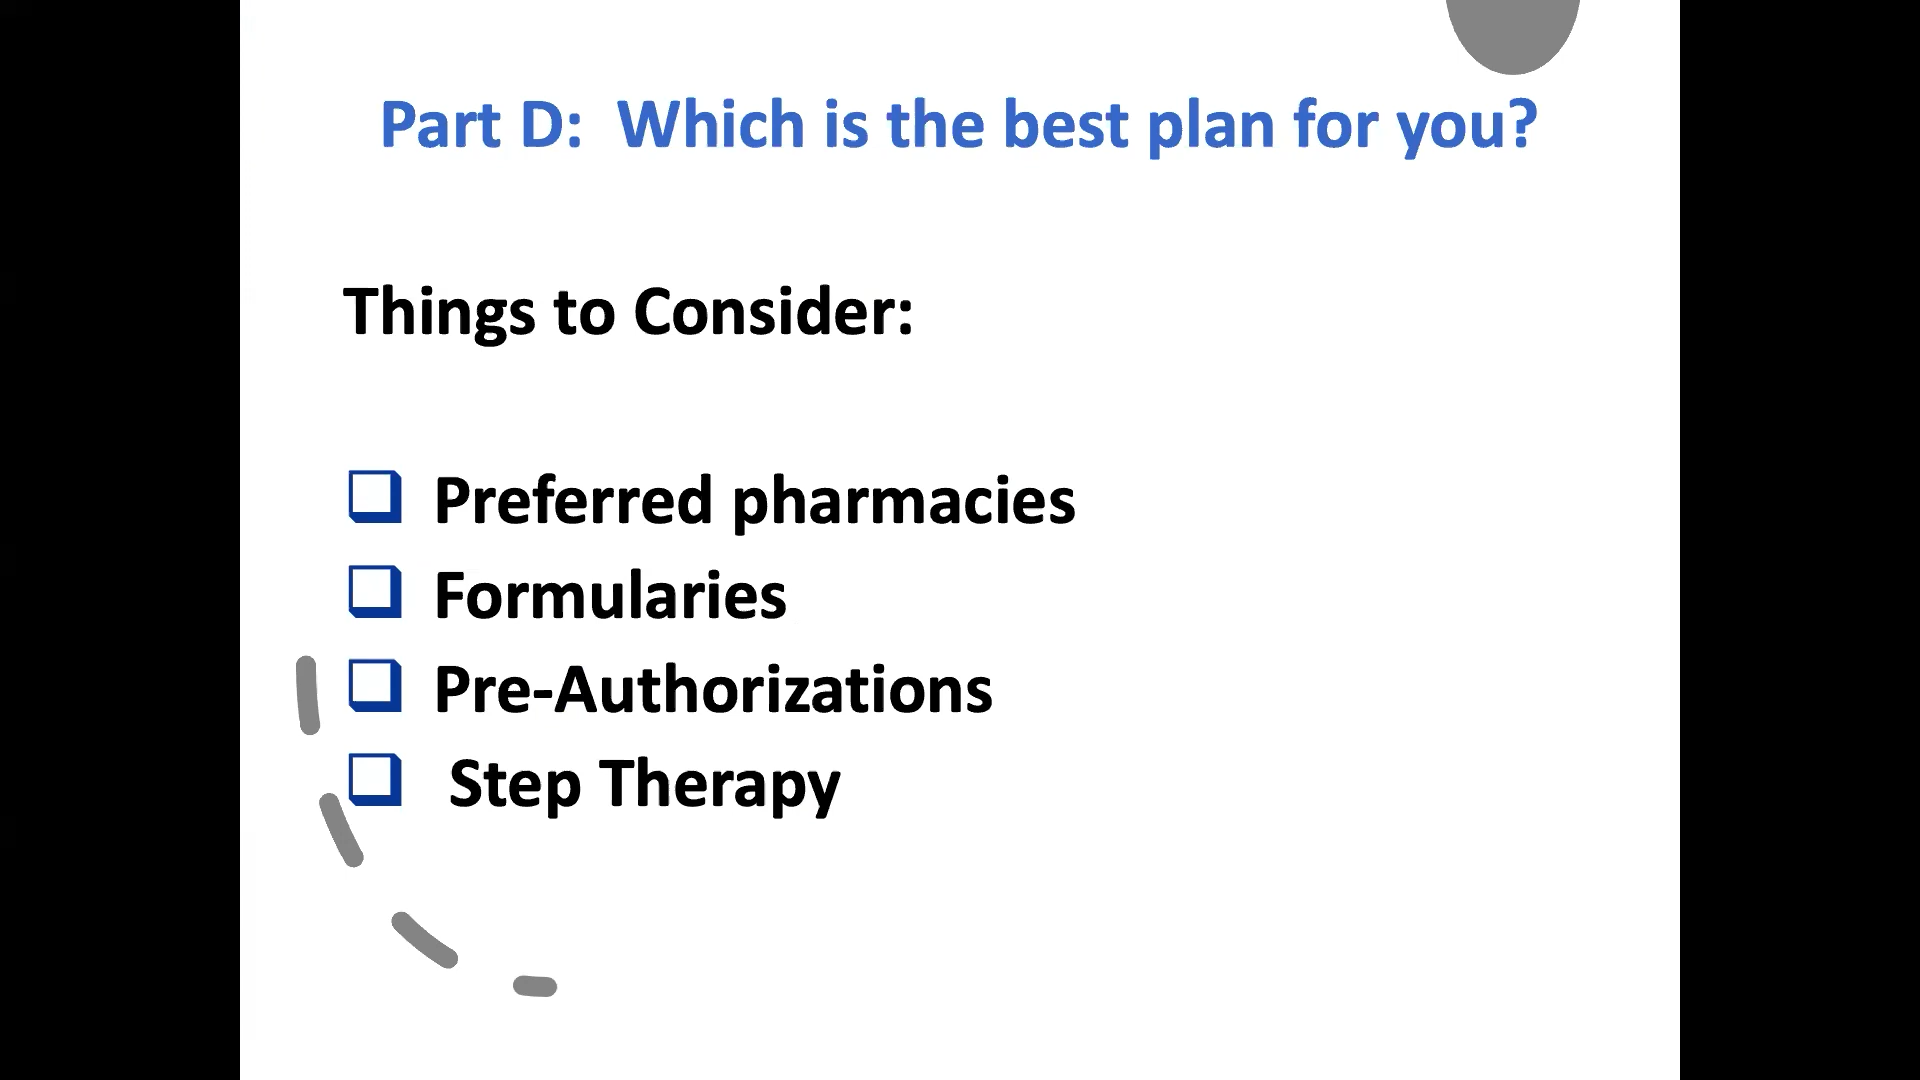 Part D:  Which is the best plan for you?
Things to Consider:
Preferred pharmacies
Formularies
Pre-Authorizations
Step Therapy